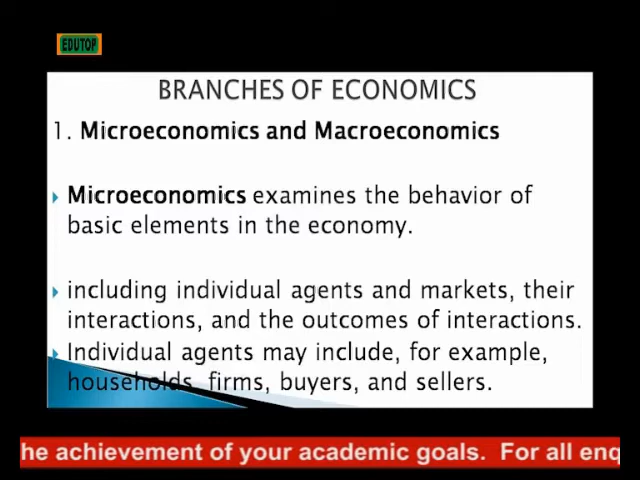 EDUTOP
BRANCHES OF ECONOMICS
1. Microeconomics and Macroeconomics
Microeconomics examines the behavior of
basic elements in the economy.
including individual agents and markets, their
interactions, and the outcomes of interactions.
Individual agents may include, for example,
households, firms, buyers, and sellers.
he achievement of your academic goals. For all enq